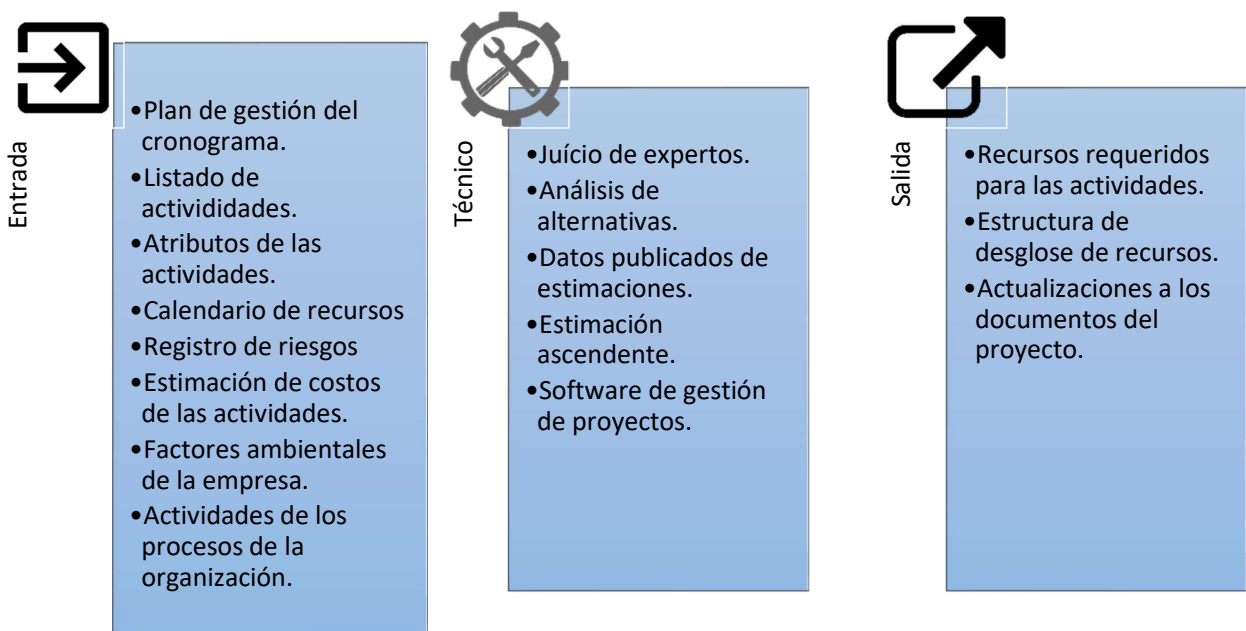 Entrada
•Plan de gestión del
cronograma.
•Listado de
activididades.
•Atributos de las
actividades.
•Calendario de recursos
•Registro de riesgos
•Estimación de costos
de las actividades.
•Factores ambientales
de la empresa.
•Actividades de los
procesos de la
organización.
Técnico
•Juício de expertos.
•Análisis de
alternativas.
•Datos publicados de
estimaciones.
•Estimación
ascendente.
•Software de gestión
de proyectos.
Salida
•Recursos requeridos
para las actividades.
•Estructura de
desglose de recursos.
•Actualizaciones a los
documentos del
proyecto.